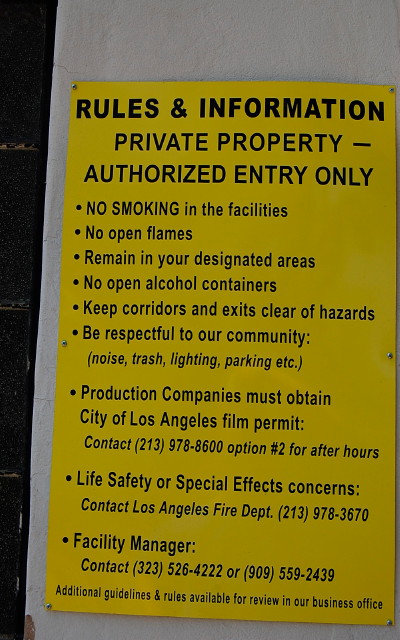 RULES & INFORMATION
PRIVATE PROPERTY —
AUTHORIZED ENTRY ONLY
• NO SMOKING in the facilities
• No open flames
• Remain in your designated areas
• No open alcohol containers
• Keep corridors and exits clear of hazards
• Be respectful to our community:
(noise, trash, lighting, parking etc.)
• Production Companies must obtain
City of Los Angeles film permit:
Contact (213) 978-8600 option #2 for after hours
• Life Safety or Special Effects concerns:
Contact Los Angeles Fire Dept. (213) 978-3670
• Facility Manager:
Contact (323) 526-4222 or (909) 559-2439
Additional guidelines & rules available for review in our business office